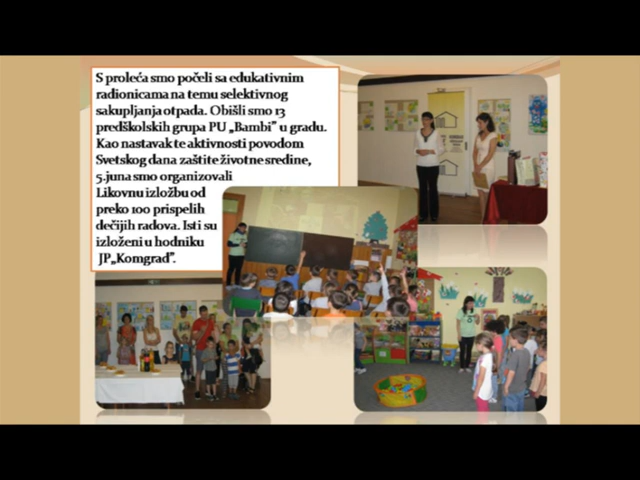 S proleća smo počeli sa edukativnim
radionicama na temu selektivnog
sakupljanja otpada. Obišli smo 13
predškolskih grupa PU „Bambi” u gradu.
Kao nastavak te aktivnosti povodom
Svetskog dana zaštite životne sredine,
5.juna smo organizovali
Likovnu izložbu od
preko 100 prispelih
dečijih radova. Isti su
izloženi u hodniku
JP„Komgrad”.